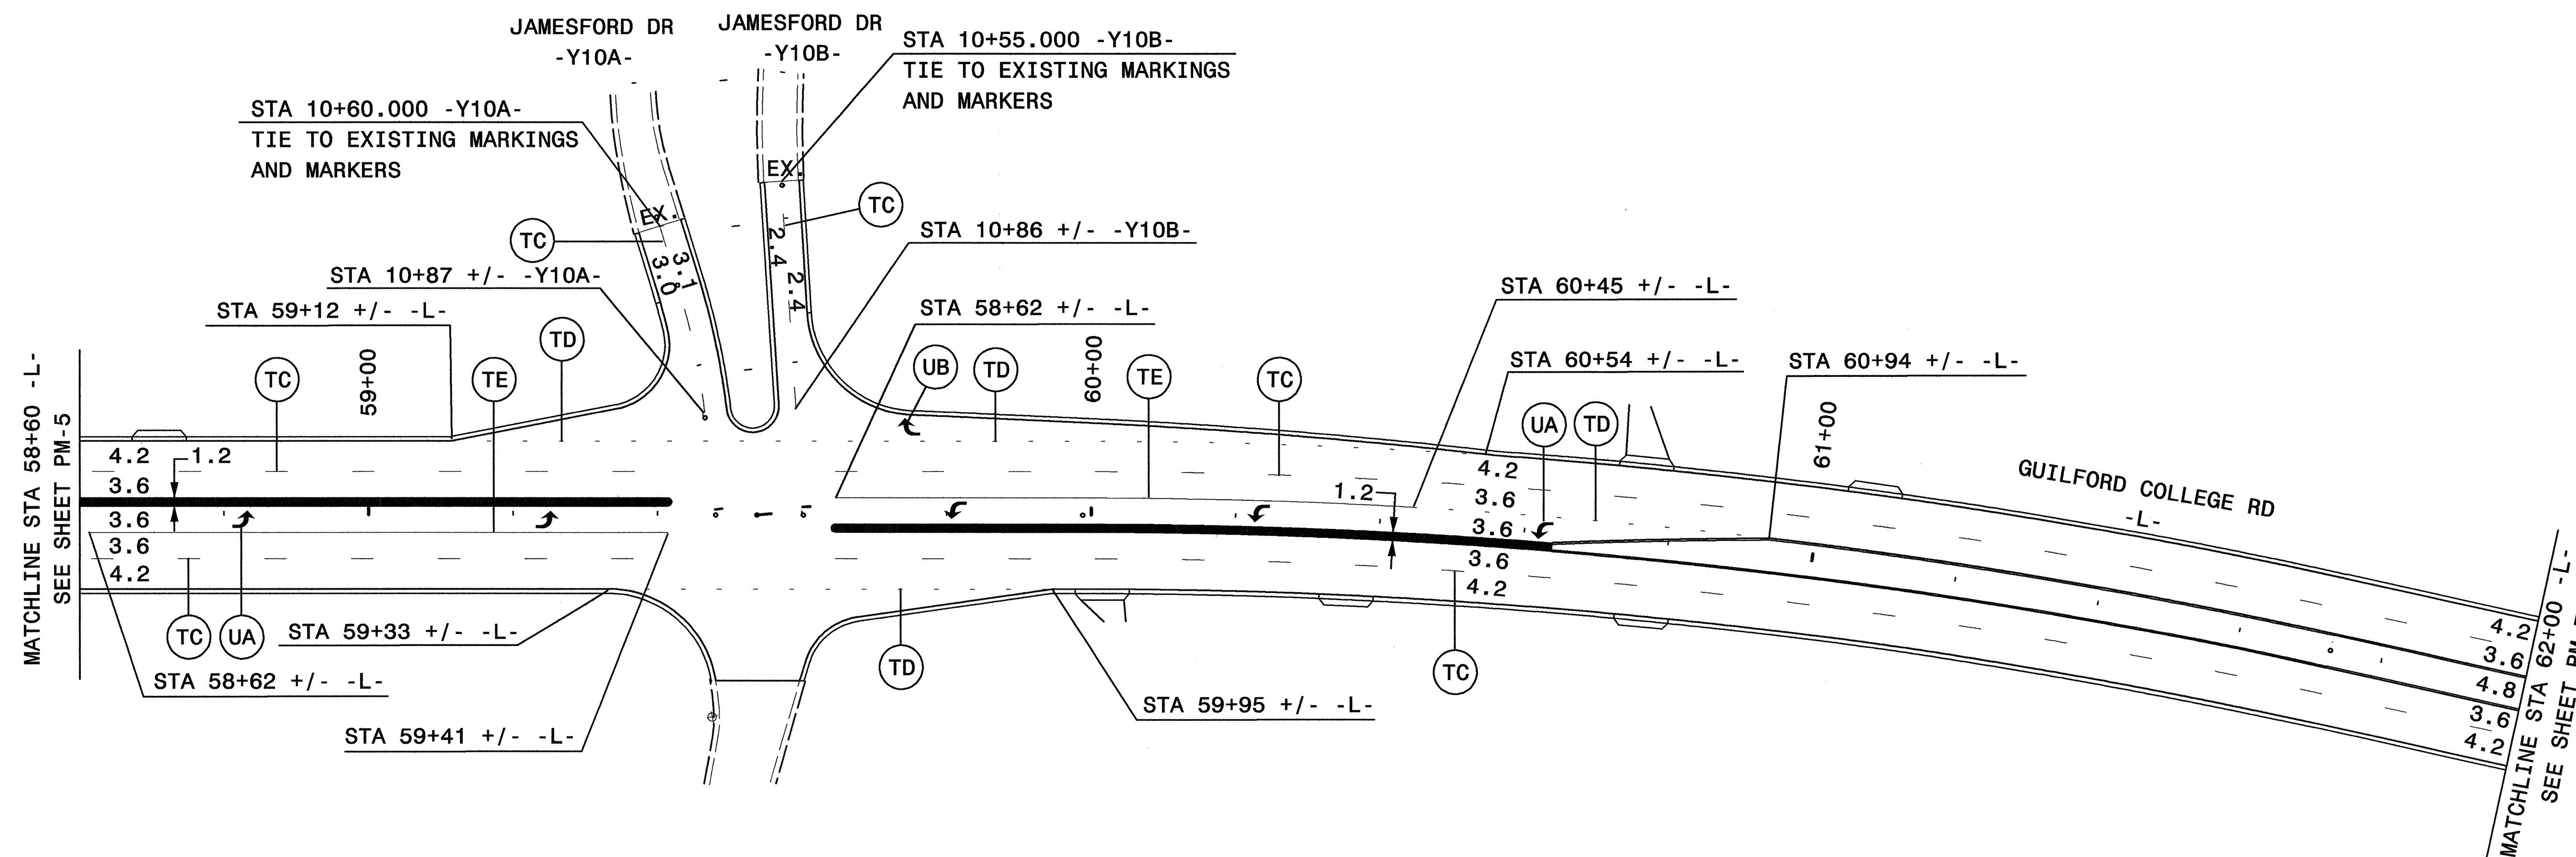 JAMESFORD DR
-Y10A-
JAMESFORD DR
-Y10B-
STA 10+55.000 -Y10B-
TIE TO EXISTING MARKINGS
AND MARKERS
STA 10+60.000 -Y10A-
TIE TO EXISTING MARKINGS
AND MARKERS
EX.
EX.
TC
TC
3.0
3.1
2.4
2.4
STA 10+86 +/- -Y10B-
STA 10+87 +/- -Y10A-
STA 59+12 +/- -L-
STA 58+62 +/- -L-
STA 60+45 +/- -L-
STA 60+54 +/- -L-
STA 60+94 +/- -L-
MATCHLINE STA 58+60 -L-
SEE SHEET PM-5
TC
59+00
TE
TD
UB
TD
60+00
TE
TC
UA
TD
61+00
GUILFORD COLLEGE RD
-L-
4.2
1.2
3.6
3.6
3.6
4.2
1.2
4.2
3.6
3.6
3.6
4.2
4.2
3.6
4.8
3.6
4.2
TC
UA
STA 59+33 +/- -L-
STA 58+62 +/- -L-
STA 59+41 +/- -L-
TD
STA 59+95 +/- -L-
TC
MATCHLINE STA 62+00 -L-
SEE SHEET